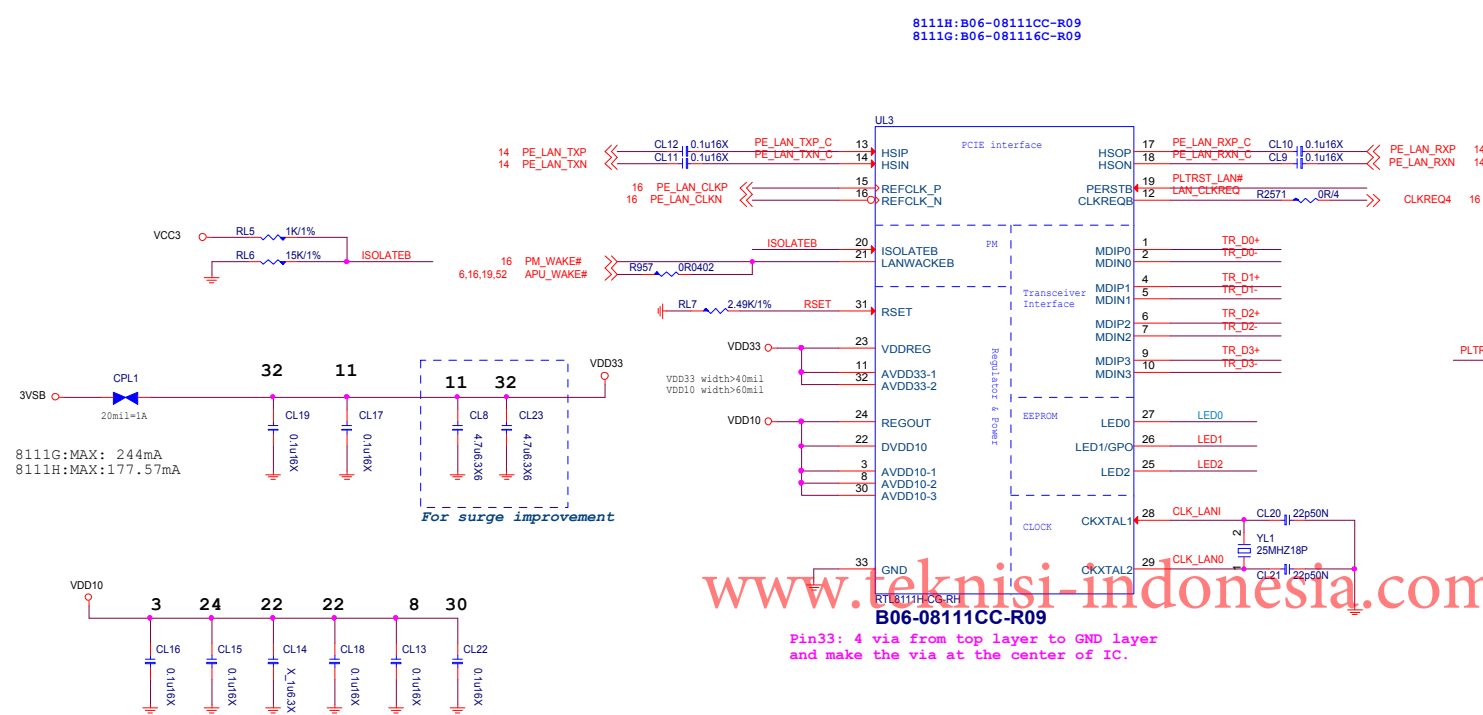 8111H:B06-08111CC-R09
8111G:B06-081116C-R09
UL3
PCIE interface
14 PE_LAN_TXP
CL12 0.1u16X PE_LAN_TXP_C 13 HSIP
14 PE_LAN_TXN
CL11 0.1u16X PE_LAN_TXN_C 14 HSIN
HSOP 17 PE_LAN_RXP_C CL10 0.1u16X PE_LAN_RXP 14
HSON 18 PE_LAN_RXN_C CL9 0.1u16X PE_LAN_RXN 14
16 PE_LAN_CLKP 15 REFCLK_P
16 PE_LAN_CLKN 16 REFCLK_N
PERSTB 19 PLTRST_LAN#
CLKREQB 12 LAN_CLKREQ R2571 0R/4 CLKREQ4 16
VCC3 RL5 1K/1%
RL6 15K/1% ISOLATEB
ISOLATEB 20 ISOLATEB
PM
16 PM_WAKE# 21 LANWACKEB
6,16,19,52 APU_WAKE# R957 0R0402
MDIP0 1 TR_D0+
MDIN0 2 TR_D0-
MDIP1 4 TR_D1+
MDIN1 5 TR_D1-
Transceiver
Interface
RL7 2.49K/1% RSET 31 RSET
MDIP2 6 TR_D2+
MDIN2 7 TR_D2-
MDIP3 9 TR_D3+
MDIN3 10 TR_D3-
PLTR
VDD33 23 VDDREG
11 AVDD33-1
32 AVDD33-2
VDD33 width>40mil
VDD10 width>60mil
Regulator & Power
VDD10 24 REGOUT
22 DVDD10
3 AVDD10-1
8 AVDD10-2
30 AVDD10-3
EEPROM
LED0 27 LED0
LED1/GPO 26 LED1
LED2 25 LED2
CLOCK
CKXTAL1 28 CLK_LANI CL20 22p50N
2 YL1
25MHZ18P
1
CKXTAL2 29 CLK_LAN0 CL21 22p50N
33 GND
RTL8111H-CG-RH
B06-08111CC-R09
Pin33: 4 via from top layer to GND layer
and make the via at the center of IC.
3VSB CPL1
20mil=1A
8111G:MAX: 244mA
8111H:MAX:177.57mA
32 11 11 32 VDD33
CL19 CL17 CL8 CL23
0.1u16X 0.1u16X 4.7u6.3X6 4.7u6.3X6
For surge improvement
VDD10
3 24 22 22 8 30
CL16 CL15 CL14 CL18 CL13 CL22
0.1u16X 0.1u16X X_1u6.3X 0.1u16X 0.1u16X 0.1u16X
www.teknisi-indonesia.com